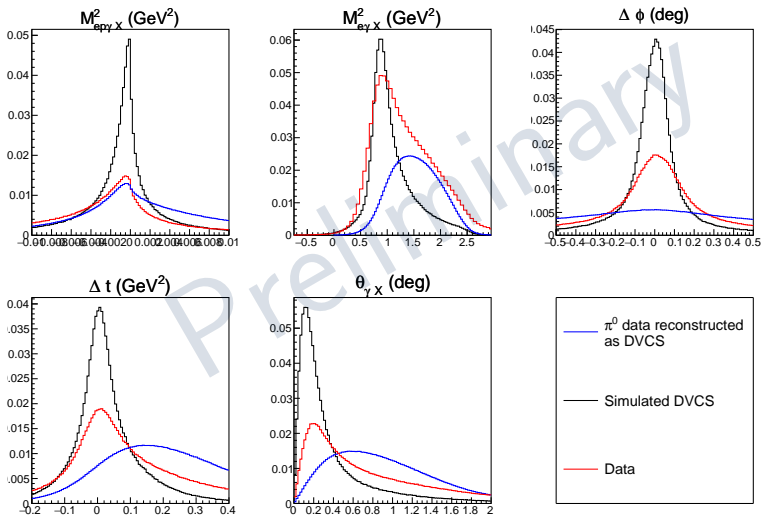 M²epγ X (GeV²)
M²eγ X (GeV²)
Δ ϕ (deg)
0.05
0.04
0.03
0.02
0.01
0
0.06
0.05
0.04
0.03
0.02
0.01
0
−0.5 0 0.5 1 1.5 2 2.5
0.045
0.04
0.035
0.03
0.025
0.02
0.015
0.01
0.005
0
−0.5−0.4−0.3−0.2−0.1 0 0.1 0.2 0.3 0.4 0.5
Preliminary
Δ t (GeV²)
θγ X (deg)
0.04
0.035
0.03
0.025
0.02
0.015
0.01
0.005
0
−0.2 −0.1 0 0.1 0.2 0.3 0.4
0.05
0.04
0.03
0.02
0.01
0
0 0.2 0.4 0.6 0.8 1 1.2 1.4 1.6 1.8 2
π⁰ data reconstructed
as DVCS
Simulated DVCS
Data